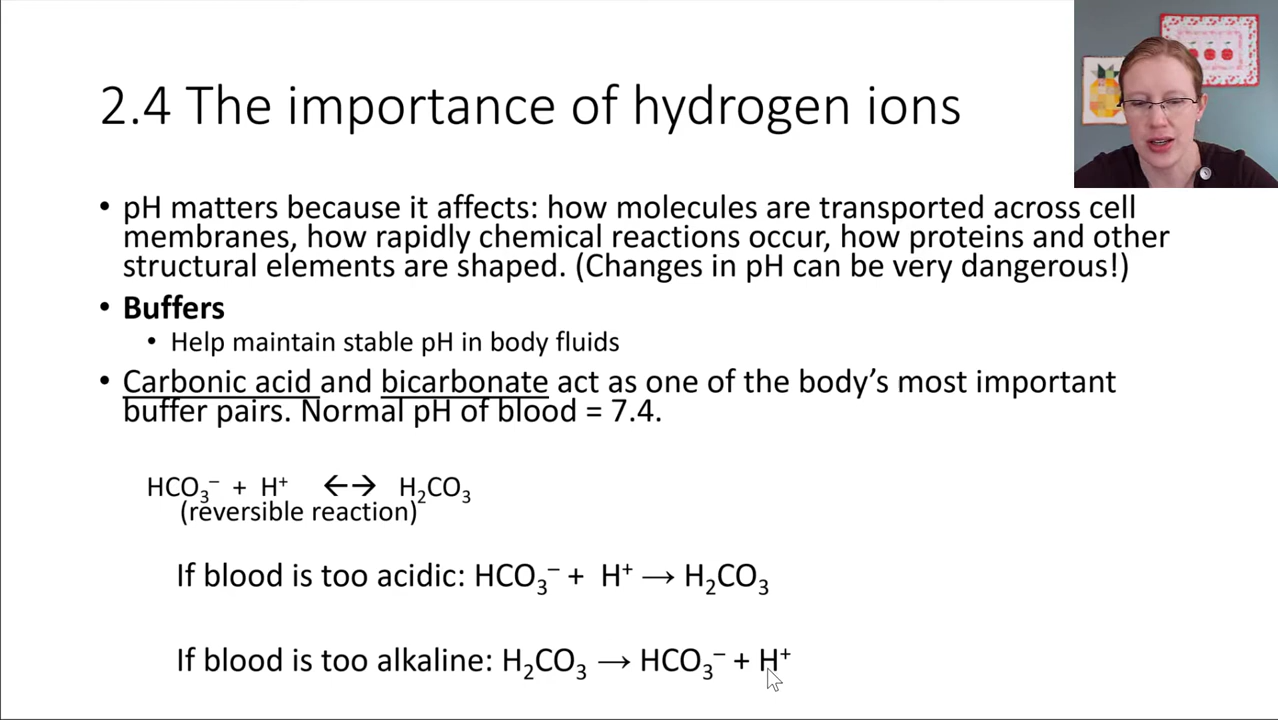 2.4 The importance of hydrogen ions
• pH matters because it affects: how molecules are transported across cell
membranes, how rapidly chemical reactions occur, how proteins and other
structural elements are shaped. (Changes in pH can be very dangerous!)
• Buffers
• Help maintain stable pH in body fluids
• Carbonic acid and bicarbonate act as one of the body’s most important
buffer pairs. Normal pH of blood = 7.4.
HCO₃⁻ + H⁺ ←→ H₂CO₃
(reversible reaction)
If blood is too acidic: HCO₃⁻ + H⁺ → H₂CO₃
If blood is too alkaline: H₂CO₃ → HCO₃⁻ + H⁺